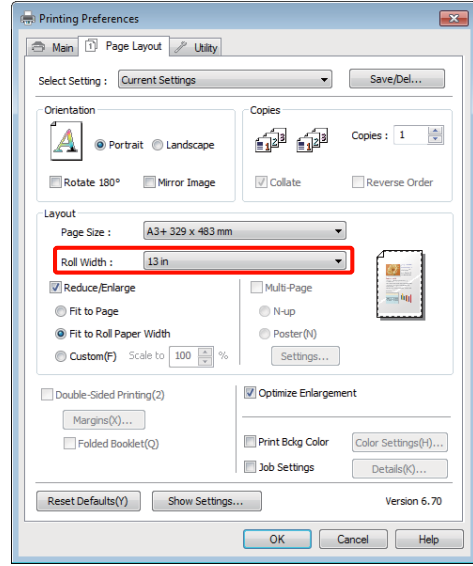 Printing Preferences
Main Page Layout Utility
Select Setting : Current Settings Save/Del...
Orientation
Portrait Landscape
Rotate 180° Mirror Image
Copies
Copies : 1
Collate Reverse Order
Layout
Page Size : A3+ 329 x 483 mm
Roll Width : 13 in
Reduce/Enlarge
Fit to Page
Fit to Roll Paper Width
Custom(F) Scale to 100 %
Multi-Page
N-up
Poster(N)
Settings...
Double-Sided Printing(2)
Margins(X)...
Folded Booklet(Q)
Optimize Enlargement
Print Bckg Color Color Settings(H)...
Job Settings Details(K)...
Reset Defaults(Y) Show Settings... Version 6.70
OK Cancel Help